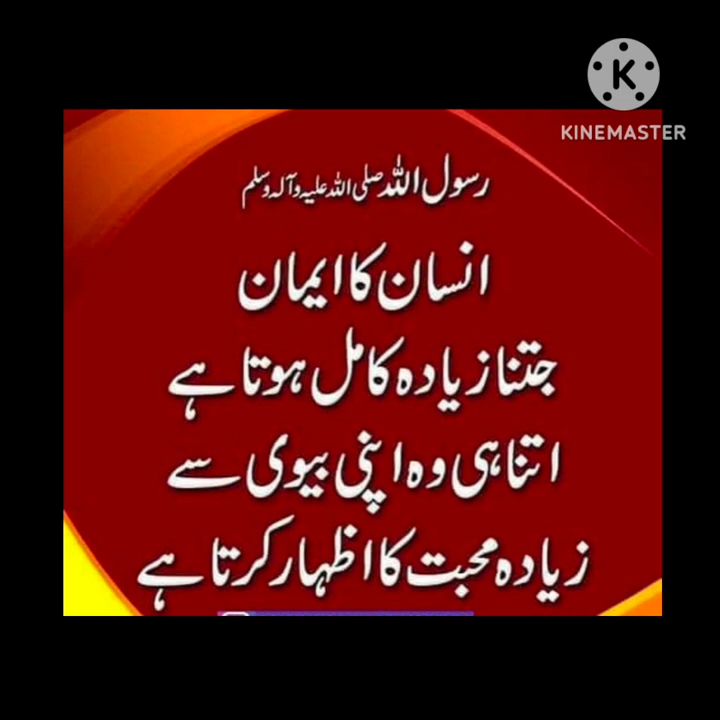 KINEMASTER
رسول اللہ صلی اللہ علیہ وآلہ وسلم
انسان کا ایمان
جتنا زیادہ کامل ہوتا ہے
اتنا ہی وہ اپنی بیوی سے
زیادہ محبت کا اظہار کرتا ہے